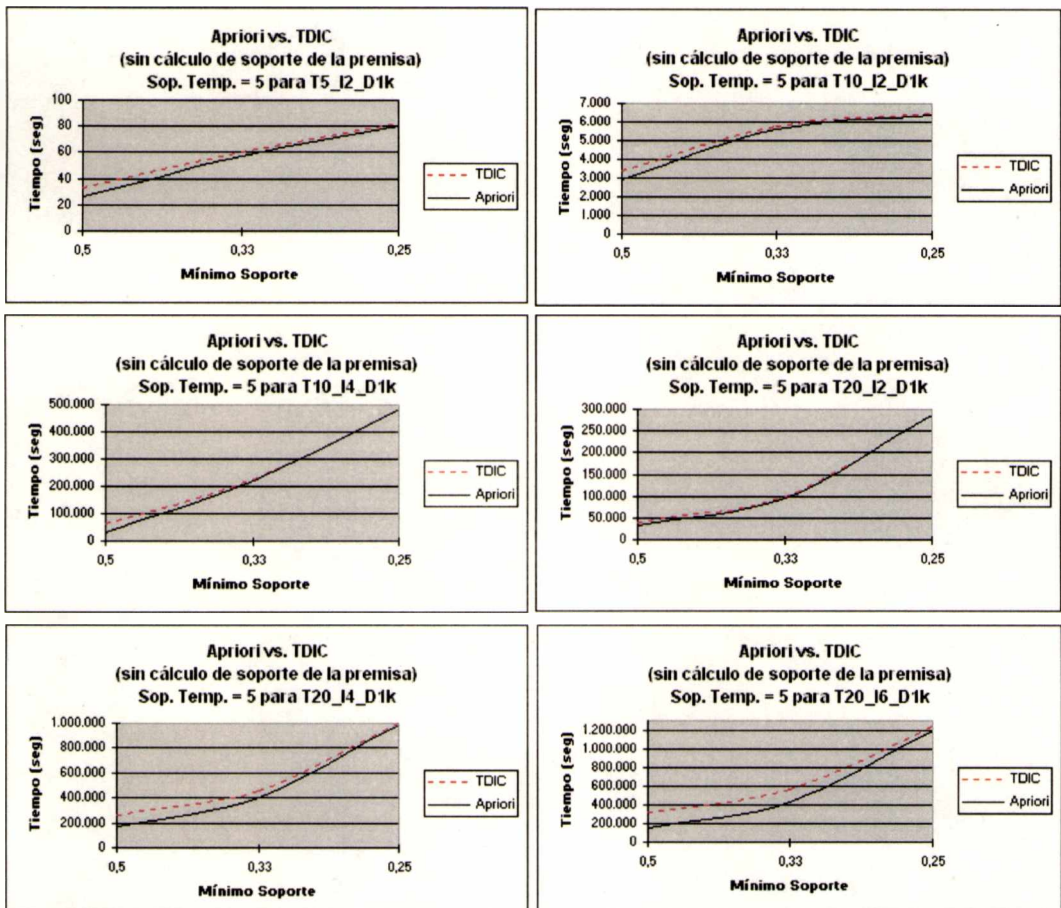 Apriori vs. TDIC
(sin cálculo de soporte de la premisa)
Sop. Temp. = 5 para T5_I2_D1k
Tiempo (seg)
100
80
60
40
20
0
0,5
0,33
0,25
Mínimo Soporte
TDIC
Apriori
Apriori vs. TDIC
(sin cálculo de soporte de la premisa)
Sop. Temp. = 5 para T10_I2_D1k
Tiempo (seg)
7.000
6.000
5.000
4.000
3.000
2.000
1.000
0
0,5
0,33
0,25
Mínimo Soporte
TDIC
Apriori
Apriori vs. TDIC
(sin cálculo de soporte de la premisa)
Sop. Temp. = 5 para T10_I4_D1k
Tiempo (seg)
500.000
400.000
300.000
200.000
100.000
0
0,5
0,33
0,25
Mínimo Soporte
TDIC
Apriori
Apriori vs. TDIC
(sin cálculo de soporte de la premisa)
Sop. Temp. = 5 para T20_I2_D1k
Tiempo (seg)
300.000
250.000
200.000
150.000
100.000
50.000
0
0,5
0,33
0,25
Mínimo Soporte
TDIC
Apriori
Apriori vs. TDIC
(sin cálculo de soporte de la premisa)
Sop. Temp. = 5 para T20_I4_D1k
Tiempo (seg)
1.000.000
800.000
600.000
400.000
200.000
0
0,5
0,33
0,25
Mínimo Soporte
TDIC
Apriori
Apriori vs. TDIC
(sin cálculo de soporte de la premisa)
Sop. Temp. = 5 para T20_I6_D1k
Tiempo (seg)
1.200.000
1.000.000
800.000
600.000
400.000
200.000
0
0,5
0,33
0,25
Mínimo Soporte
TDIC
Apriori